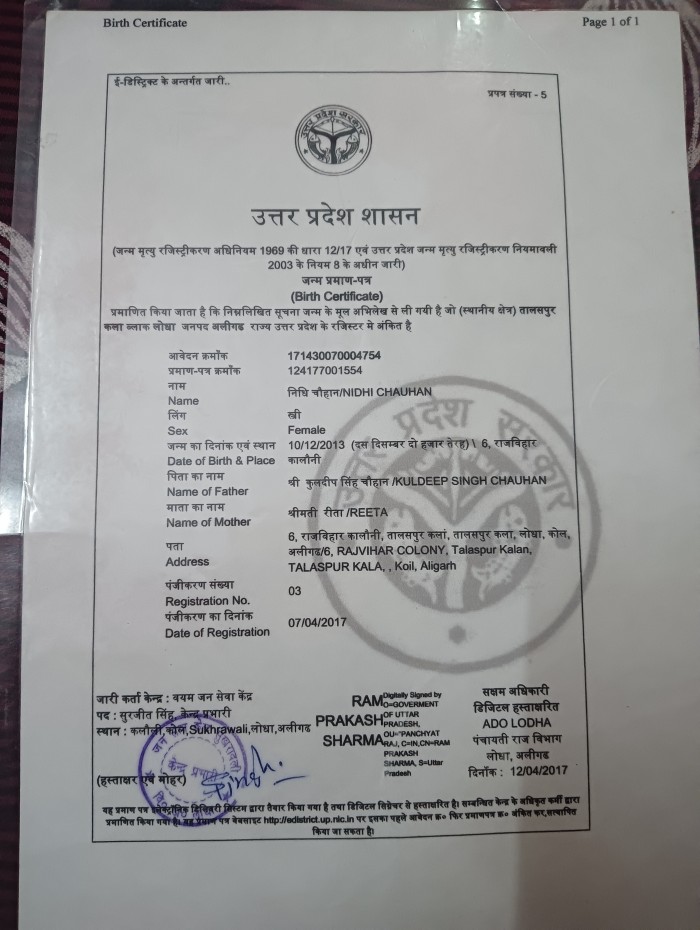 Birth Certificate Page 1 of 1
ई-डिस्ट्रिक्ट के अन्तर्गत जारी..
प्रपत्र संख्या - 5
उत्तर प्रदेश सरकार
उत्तर प्रदेश शासन
(जन्म मृत्यु रजिस्ट्रीकरण अधिनियम 1969 की धारा 12/17 एवं उत्तर प्रदेश जन्म मृत्यु रजिस्ट्रीकरण नियमावली
2003 के नियम 8 के अधीन जारी)
जन्म प्रमाण-पत्र
(Birth Certificate)
प्रमाणित किया जाता है कि निम्नलिखित सूचना जन्म के मूल अभिलेख से ली गयी है जो (स्थानीय क्षेत्र) तालसपुर
कला ब्लाक लोधा जनपद अलीगढ राज्य उत्तर प्रदेश के रजिस्टर मे अंकित है
आवेदन क्रमाँक 171430070004754
प्रमाण-पत्र क्रमाँक 124177001554
नाम
Name
निधि चौहान/NIDHI CHAUHAN
लिंग स्त्री
Sex Female
जन्म का दिनांक एवं स्थान 10/12/2013 (दस दिसम्बर दो हजार तेरह) \ 6, राजविहार
Date of Birth & Place कालौनी
पिता का नाम
Name of Father
श्री कुलदीप सिंह चौहान /KULDEEP SINGH CHAUHAN
माता का नाम
Name of Mother
श्रीमती रीता /REETA
पता
Address
6, राजविहार कालौनी, तालसपुर कलां, तालसपुर कला, लोधा, कोल,
अलीगढ/6, RAJVIHAR COLONY, Talaspur Kalan,
TALASPUR KALA, , Koil, Aligarh
पंजीकरण संख्या
Registration No.
03
पंजीकरण का दिनांक
Date of Registration
07/04/2017
जारी कर्ता केन्द्र : वयम जन सेवा केंद्र
पद : सुरजीत सिंह, केन्द्र प्रभारी
स्थान : कलौली,कोल,Sukhrawali,लोधा,अलीगढ
केन्द्र प्रभारी
(हस्ताक्षर एवं मोहर)
RAM
PRAKASH
SHARMA
Digitally Signed by
O=GOVERMENT
OF UTTAR
PRADESH,
OU="PANCHYAT
RAJ, C=IN,CN=RAM
PRAKASH
SHARMA, S=Uttar
Pradesh
सक्षम अधिकारी
डिजिटल हस्ताक्षरित
ADO LODHA
पंचायती राज विभाग
लोधा, अलीगढ
दिनाँक : 12/04/2017
यह प्रमाण पत्र इलेक्ट्रॉनिक डिलिवरी सिस्टम द्वारा तैयार किया गया है तथा डिजिटल सिग्नेचर से हस्ताक्षरित है। सम्बन्धित केन्द्र के अधिकृत कर्मी द्वारा
प्रमाणित किया गया है। यह प्रमाण पत्र वेबसाइट http://edistrict.up.nic.in पर इसका पहले आवेदन क्र० फिर प्रमाणपत्र क्र० अंकित कर,सत्यापित
किया जा सकता है।